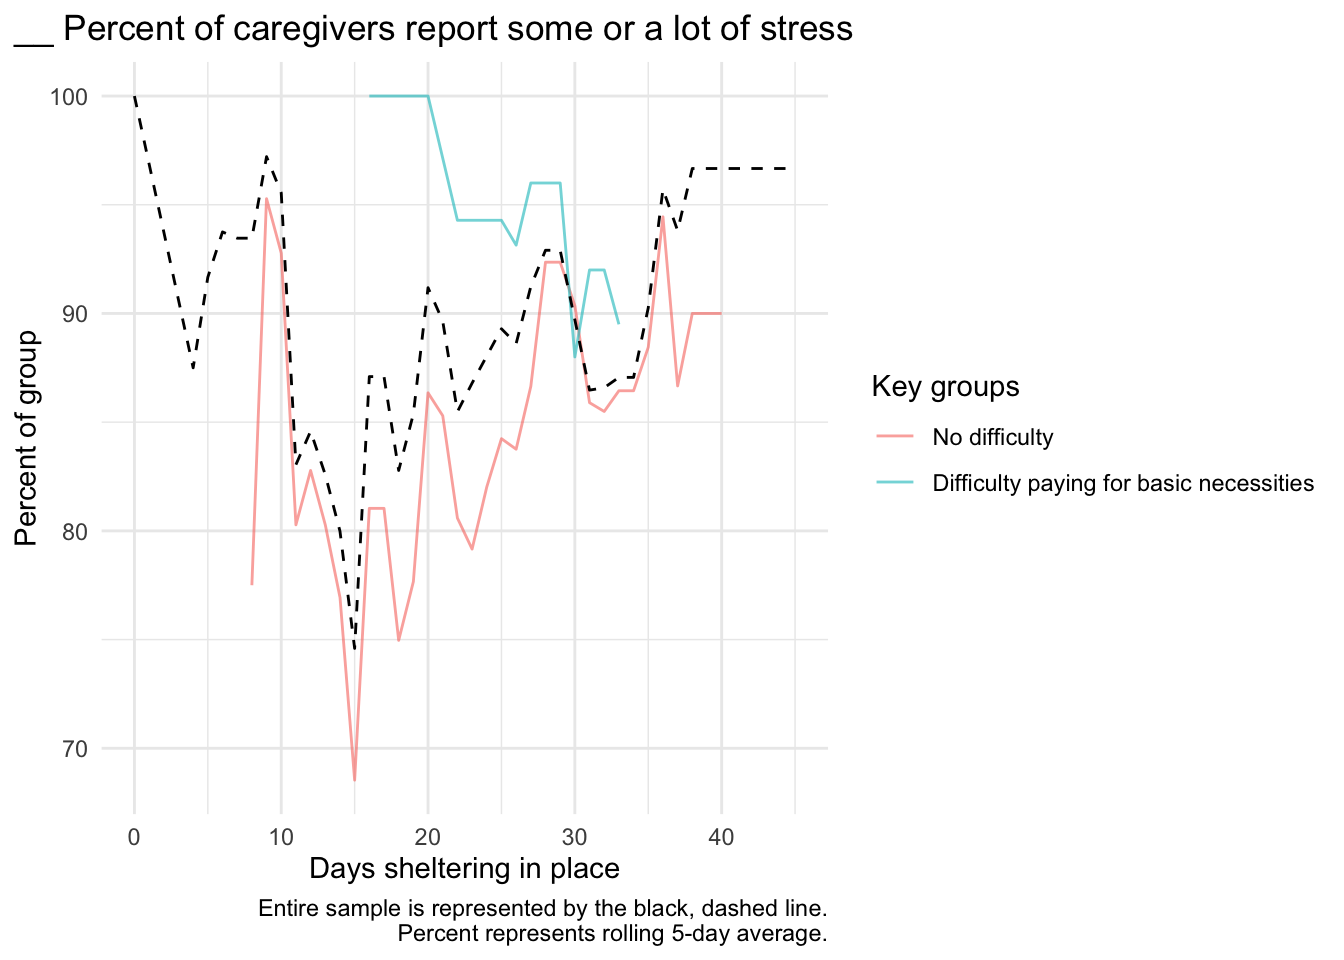 __ Percent of caregivers report some or a lot of stress
100
90
80
70
Percent of group
0 10 20 30 40
Days sheltering in place
Key groups
No difficulty
Difficulty paying for basic necessities
Entire sample is represented by the black, dashed line.
Percent represents rolling 5-day average.